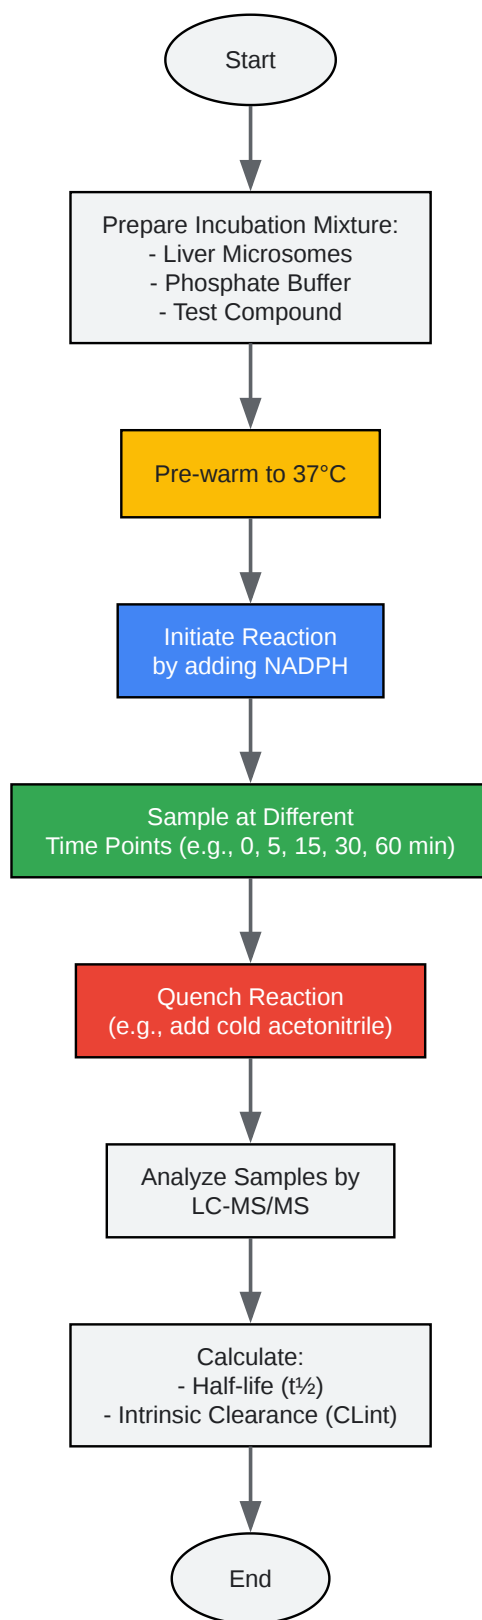 Start
Prepare Incubation Mixture:
- Liver Microsomes
- Phosphate Buffer
- Test Compound
Pre-warm to 37°C
Initiate Reaction
by adding NADPH
Sample at Different
Time Points (e.g., 0, 5, 15, 30, 60 min)
Quench Reaction
(e.g., add cold acetonitrile)
Analyze Samples by
LC-MS/MS
Calculate:
- Half-life (t½)
- Intrinsic Clearance (CLint)
End